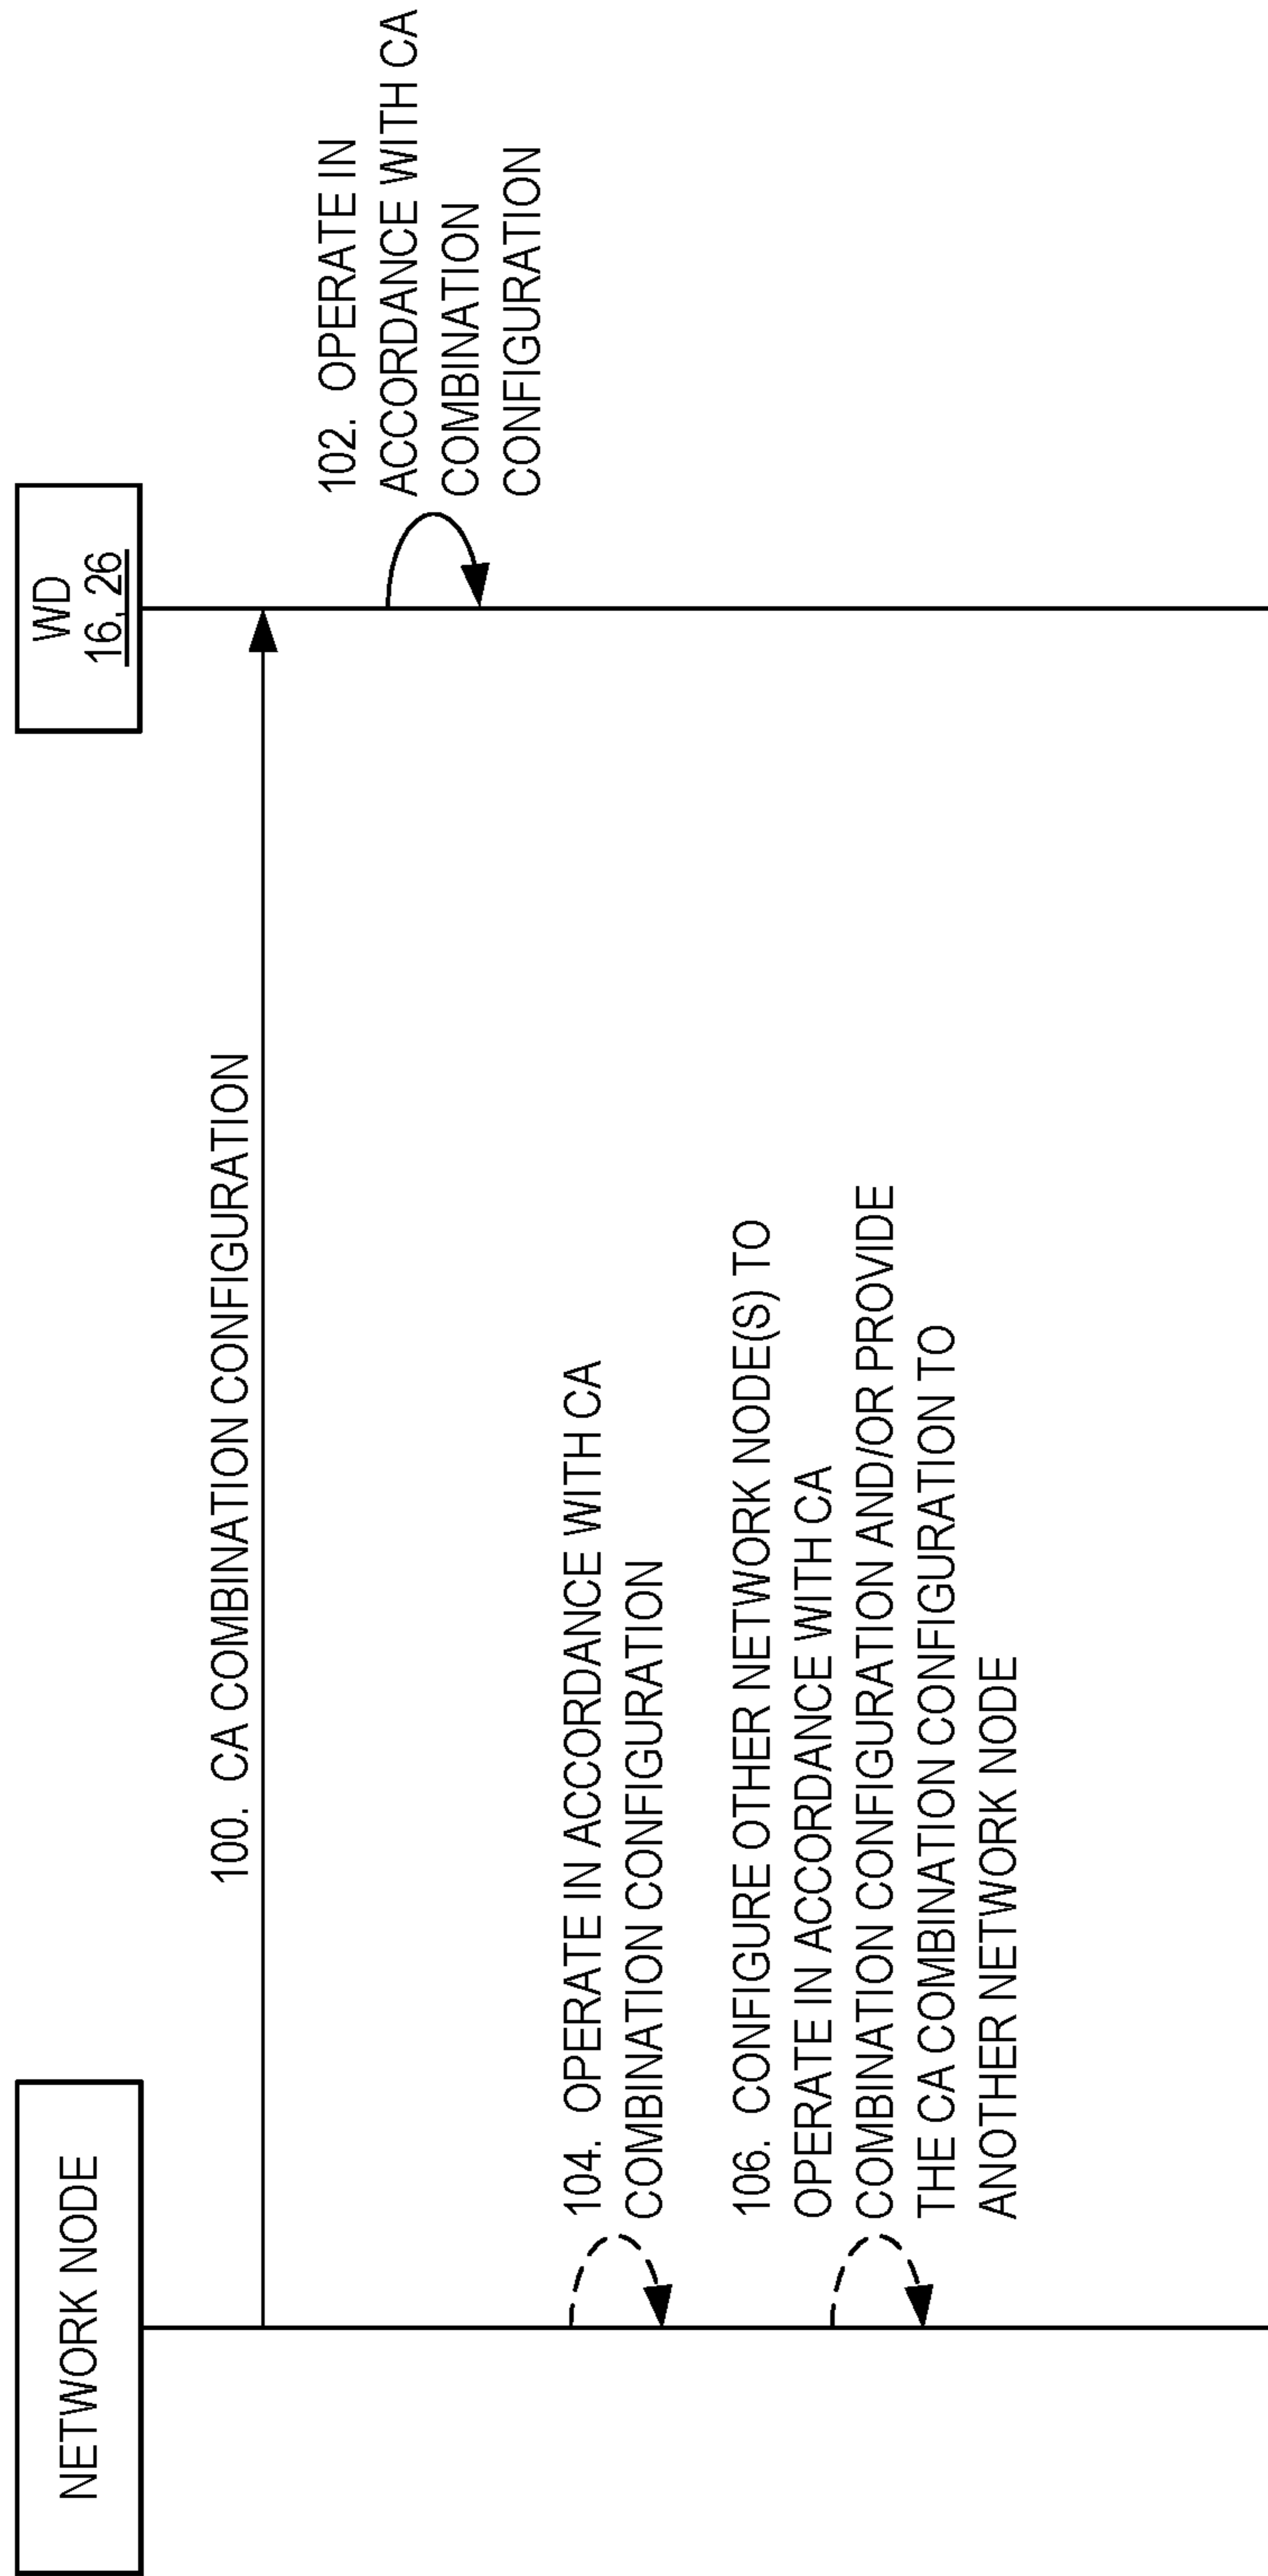 NETWORK NODE
WD
16, 26
100. CA COMBINATION CONFIGURATION
102. OPERATE IN
ACCORDANCE WITH CA
COMBINATION
CONFIGURATION
104. OPERATE IN ACCORDANCE WITH CA
COMBINATION CONFIGURATION
106. CONFIGURE OTHER NETWORK NODE(S) TO
OPERATE IN ACCORDANCE WITH CA
COMBINATION CONFIGURATION AND/OR PROVIDE
THE CA COMBINATION CONFIGURATION TO
ANOTHER NETWORK NODE